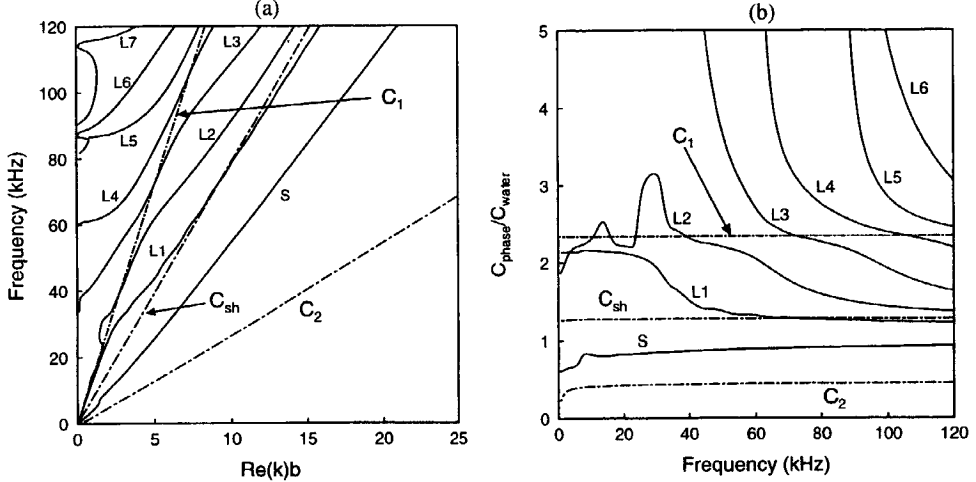 (a)
120
100
80
60
40
20
0
Frequency (kHz)
0
5
10
15
20
25
Re(k)b
L7
L6
L5
L4
L3
L2
L1
S
C1
Csh
C2
(b)
5
4
3
2
1
0
Cphase/Cwater
0
20
40
60
80
100
120
Frequency (kHz)
L6
L5
L4
L3
L2
L1
S
C1
Csh
C2